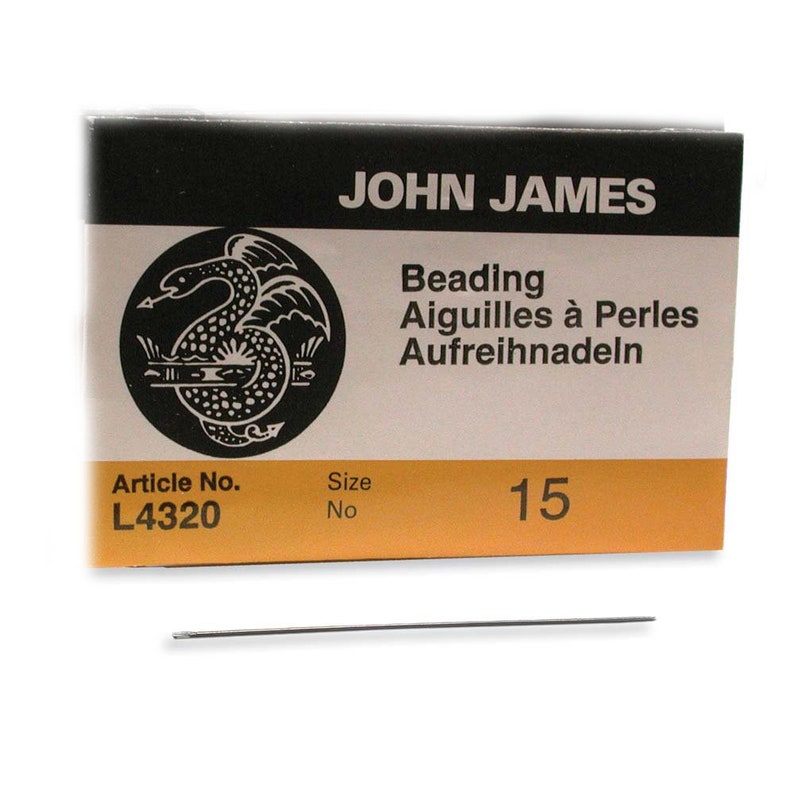 JOHN JAMES
Beading
Aiguilles à Perles
Aufreihnadeln
Article No.
L4320
Size
No
15